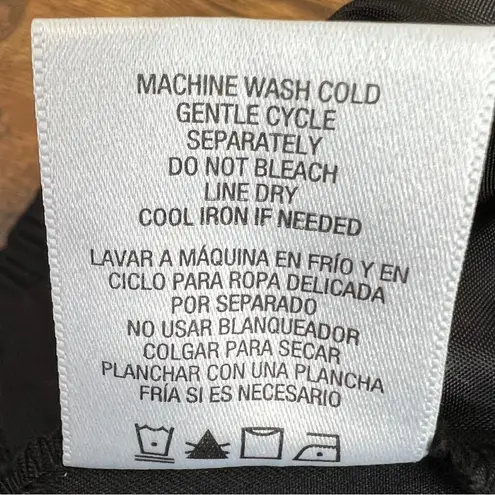 MACHINE WASH COLD
GENTLE CYCLE
SEPARATELY
DO NOT BLEACH
LINE DRY
COOL IRON IF NEEDED
LAVAR A MÁQUINA EN FRÍO Y EN
CICLO PARA ROPA DELICADA
POR SEPARADO
NO USAR BLANQUEADOR
COLGAR PARA SECAR
PLANCHAR CON UNA PLANCHA
FRÍA SI ES NECESARIO